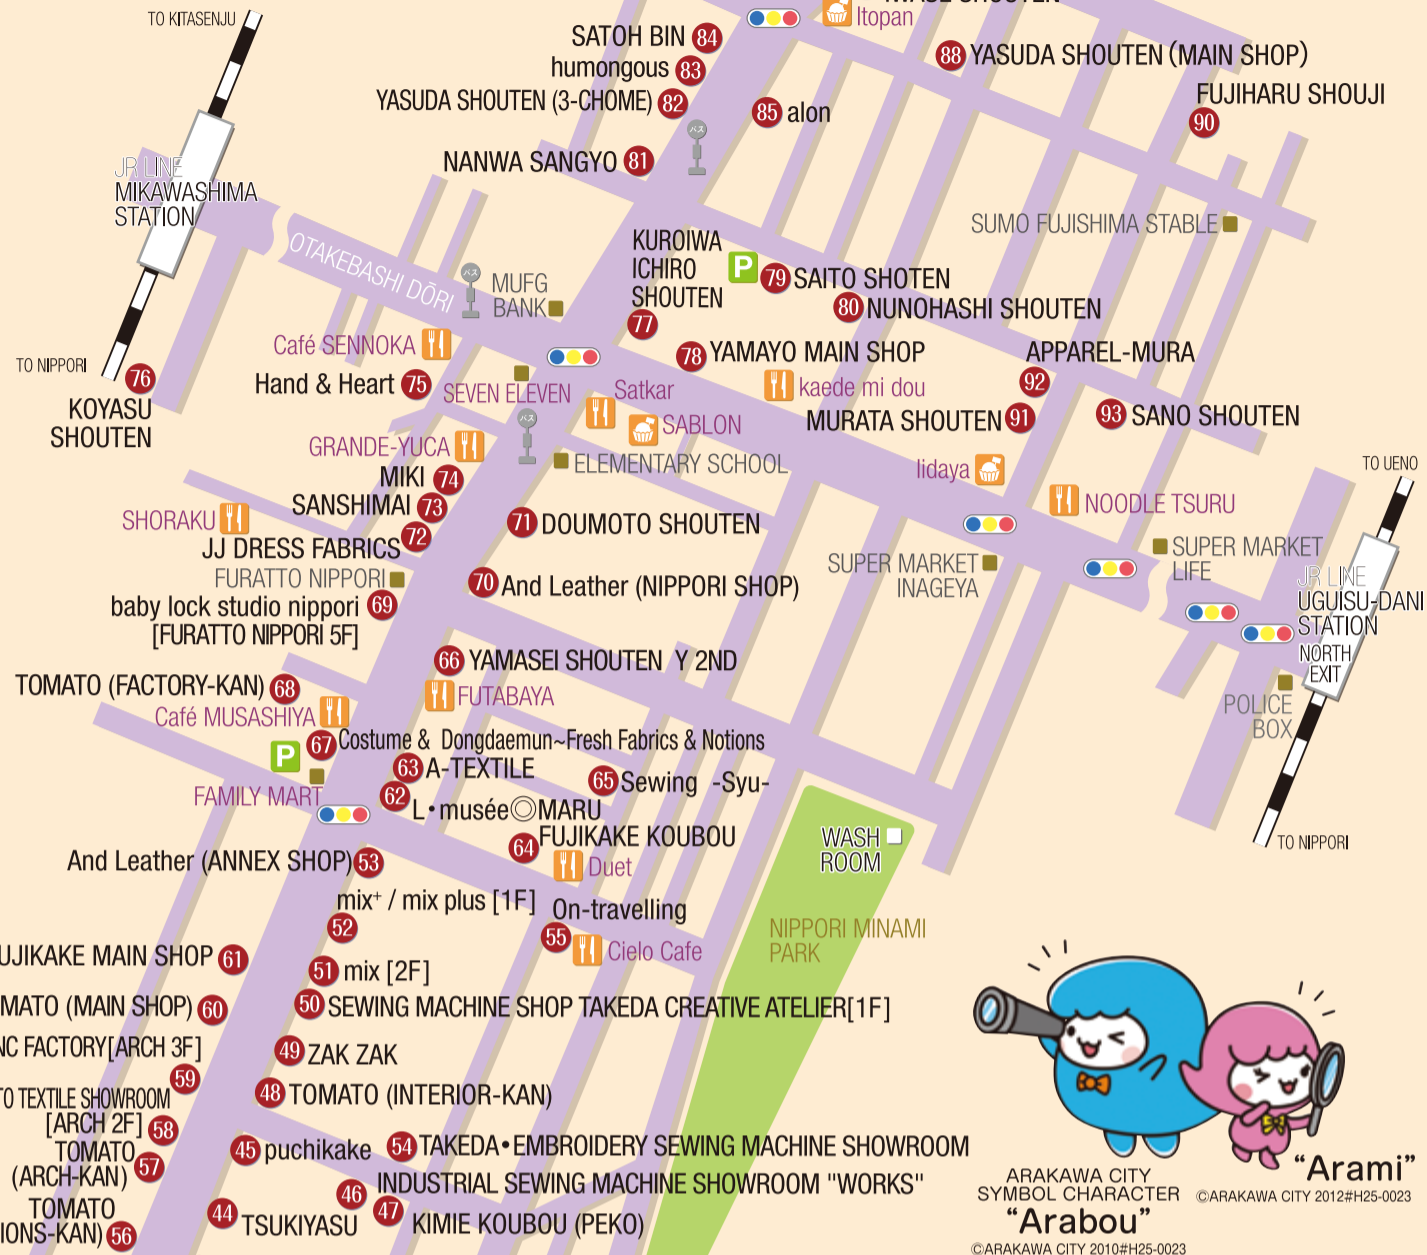 TO KITASENJU
Itopan
SATOH BIN 84
humongous 83
88 YASUDA SHOUTEN (MAIN SHOP)
YASUDA SHOUTEN (3-CHOME) 82
85 alon
FUJIHARU SHOUJI
90
バス
NANWA SANGYO 81
JR LINE
MIKAWASHIMA
STATION
SUMO FUJISHIMA STABLE
OTAKEBASHI DŌRI
バス
MUFG
BANK
KUROIWA
ICHIRO
SHOUTEN
77
P
79 SAITO SHOTEN
80 NUNOHASHI SHOUTEN
TO NIPPORI
76
KOYASU
SHOUTEN
Café SENNOKA
Hand & Heart 75
SEVEN ELEVEN
78 YAMAYO MAIN SHOP
APPAREL-MURA
92
Satkar
kaede mi dou
MURATA SHOUTEN 91
93 SANO SHOUTEN
バス
SABLON
GRANDE-YUCA
ELEMENTARY SCHOOL
Iidaya
TO UENO
MIKI 74
SANSHIMAI 73
NOODLE TSURU
SHORAKU
72
JJ DRESS FABRICS
71 DOUMOTO SHOUTEN
SUPER MARKET
INAGEYA
SUPER MARKET
LIFE
FURATTO NIPPORI
70 And Leather (NIPPORI SHOP)
JR LINE
UGUISU-DANI
STATION
NORTH
EXIT
baby lock studio nippori 69
[FURATTO NIPPORI 5F]
66 YAMASEI SHOUTEN Y 2ND
TOMATO (FACTORY-KAN) 68
FUTABAYA
POLICE
BOX
Café MUSASHIYA
P
67 Costume & Dongdaemun~Fresh Fabrics & Notions
63 A-TEXTILE
65 Sewing -Syu-
FAMILY MART
62 L•musée◎MARU
64 FUJIKAKE KOUBOU
WASH
ROOM
TO NIPPORI
And Leather (ANNEX SHOP) 53
Duet
mix⁺ / mix plus [1F]
52
On-travelling
55
Cielo Cafe
NIPPORI MINAMI
PARK
UJIKAKE MAIN SHOP 61
51 mix [2F]
MATO (MAIN SHOP) 60
50 SEWING MACHINE SHOP TAKEDA CREATIVE ATELIER[1F]
NC FACTORY[ARCH 3F]
59
49 ZAK ZAK
TO TEXTILE SHOWROOM
[ARCH 2F] 58
48 TOMATO (INTERIOR-KAN)
TOMATO
(ARCH-KAN) 57
45 puchikake
54 TAKEDA•EMBROIDERY SEWING MACHINE SHOWROOM
46 INDUSTRIAL SEWING MACHINE SHOWROOM "WORKS"
TOMATO
IONS-KAN) 56
44 TSUKIYASU
47 KIMIE KOUBOU (PEKO)
ARAKAWA CITY
SYMBOL CHARACTER
“Arabou”
©ARAKAWA CITY 2010#H25-0023
“Arami”
©ARAKAWA CITY 2012#H25-0023